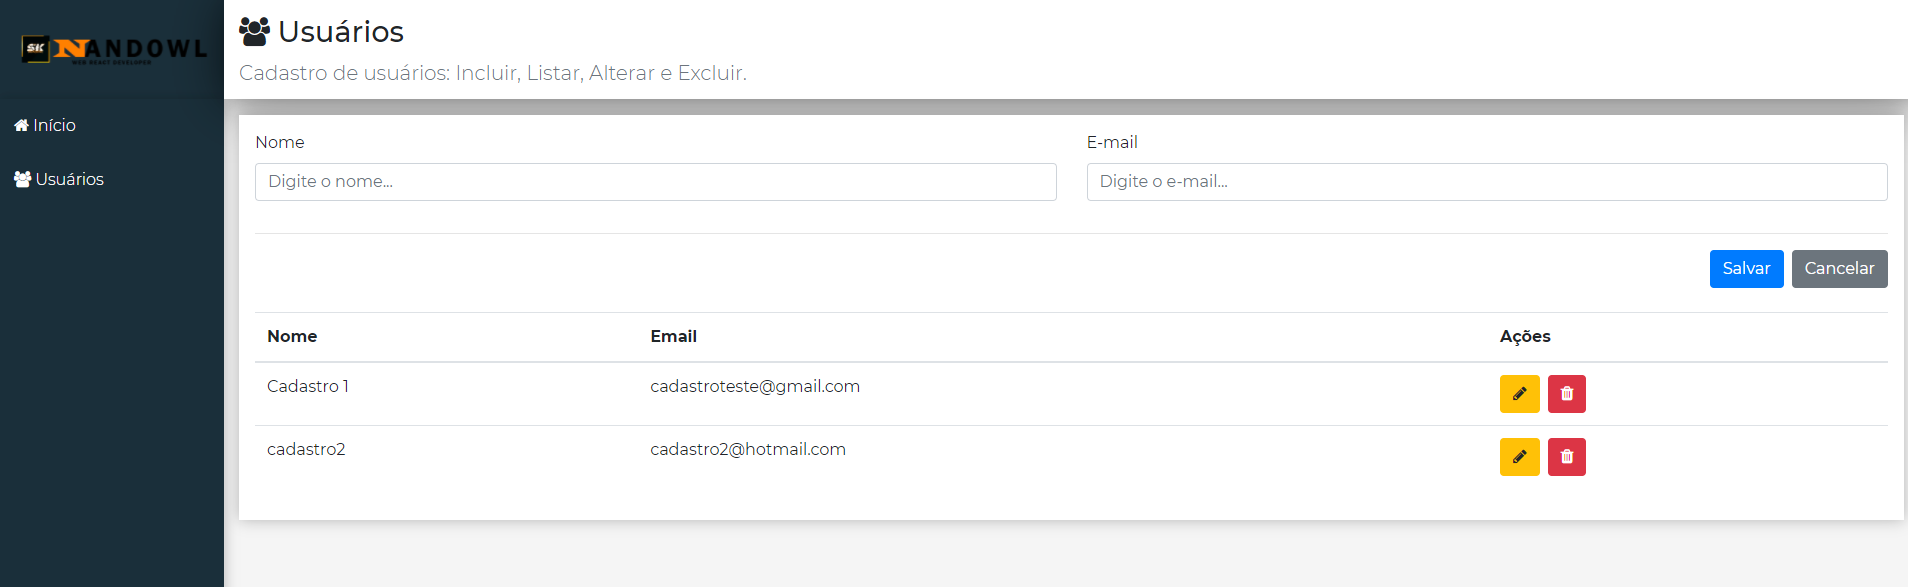 SK NANDOWL
WEB REACT DEVELOPER
Início
Usuários
Usuários
Cadastro de usuários: Incluir, Listar, Alterar e Excluir.
Nome E-mail
Digite o nome... Digite o e-mail...
Salvar Cancelar
Nome Email Ações
Cadastro 1 cadastroteste@gmail.com
cadastro2 cadastro2@hotmail.com